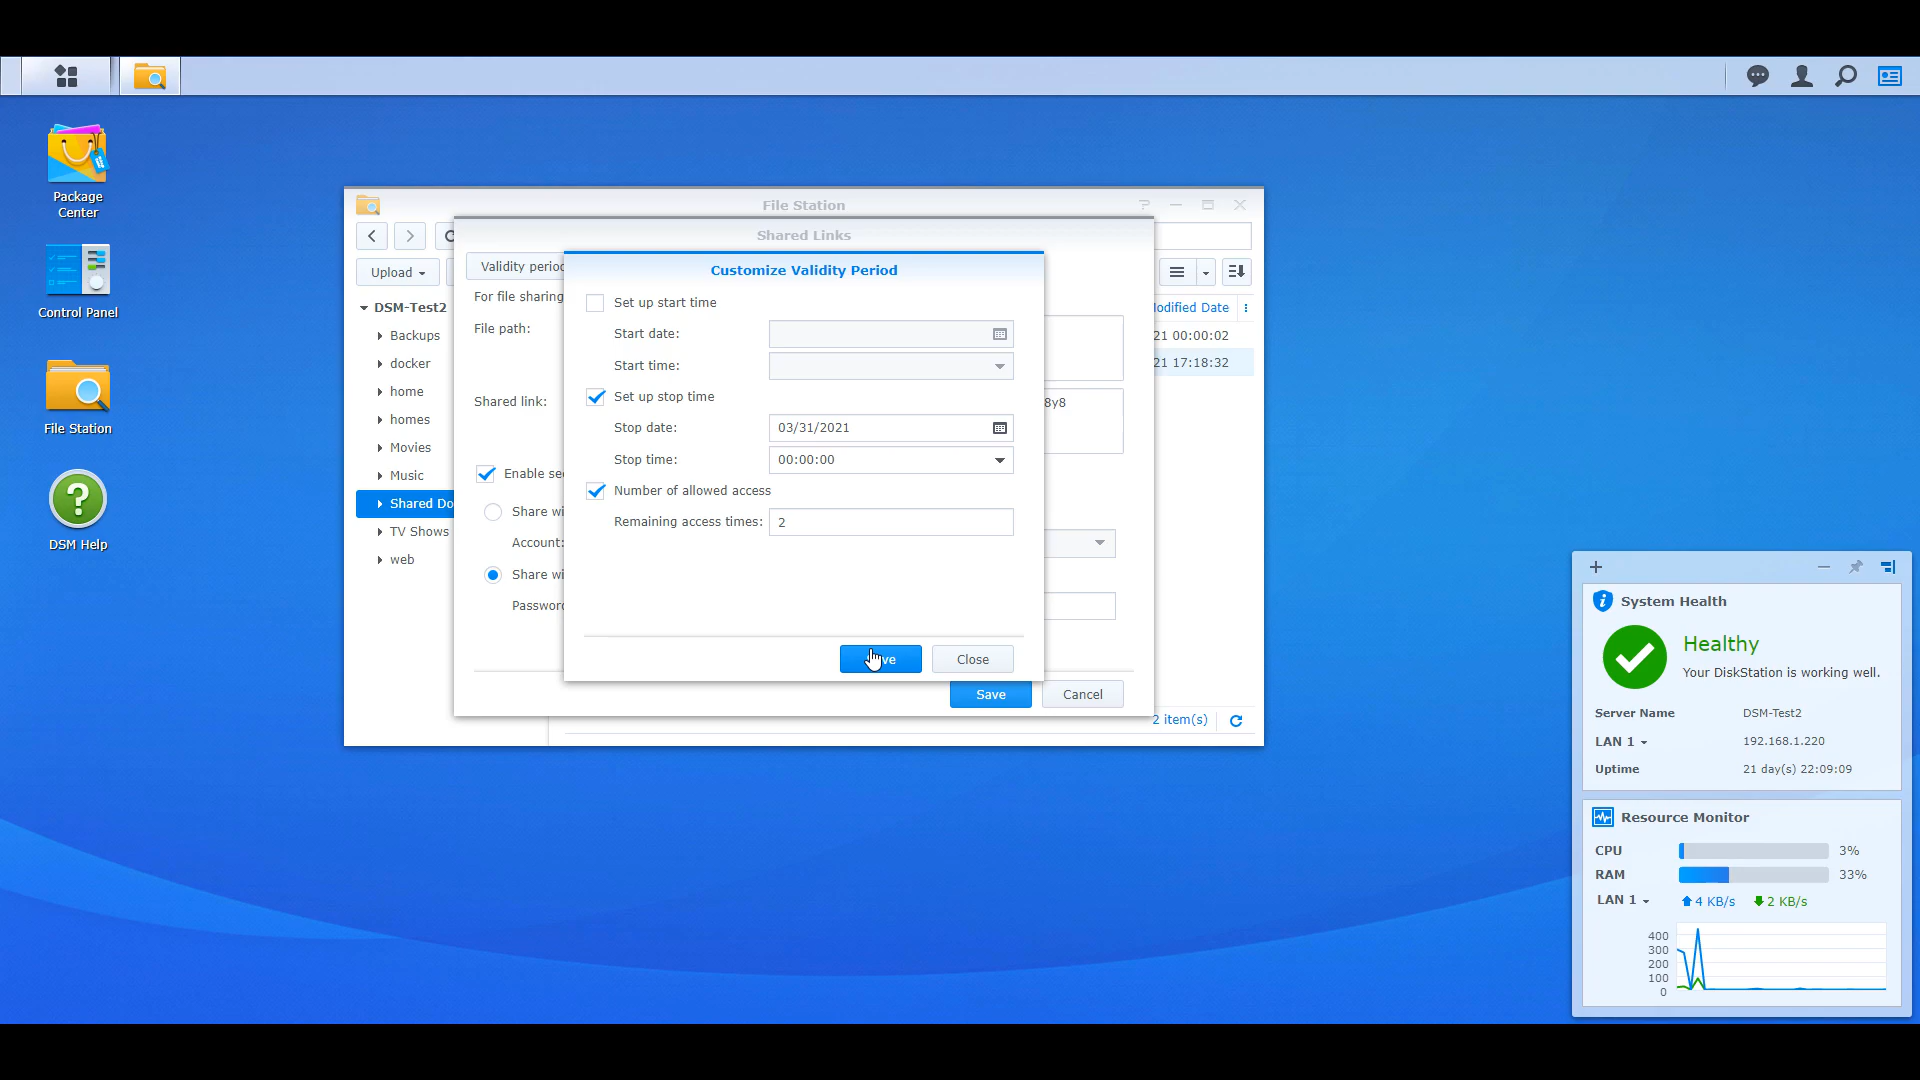 Package
Center
Control Panel
File Station
DSM Help
File Station
Upload
DSM-Test2
Backups
docker
home
homes
Movies
Music
Shared Do
TV Shows
web
Modified Date
21 00:00:02
21 17:18:32
2 item(s)
Shared Links
Validity period
For file sharing
File path:
Shared link:
8y8
Enable sec
Share wi
Account:
Share wi
Password
Save
Cancel
Customize Validity Period
Set up start time
Start date:
Start time:
Set up stop time
Stop date: 03/31/2021
Stop time: 00:00:00
Number of allowed access
Remaining access times: 2
Close
System Health
Healthy
Your DiskStation is working well.
Server Name DSM-Test2
LAN 1 192.168.1.220
Uptime 21 day(s) 22:09:09
Resource Monitor
CPU 3%
RAM 33%
LAN 1 4 KB/s 2 KB/s
400
300
200
100
0